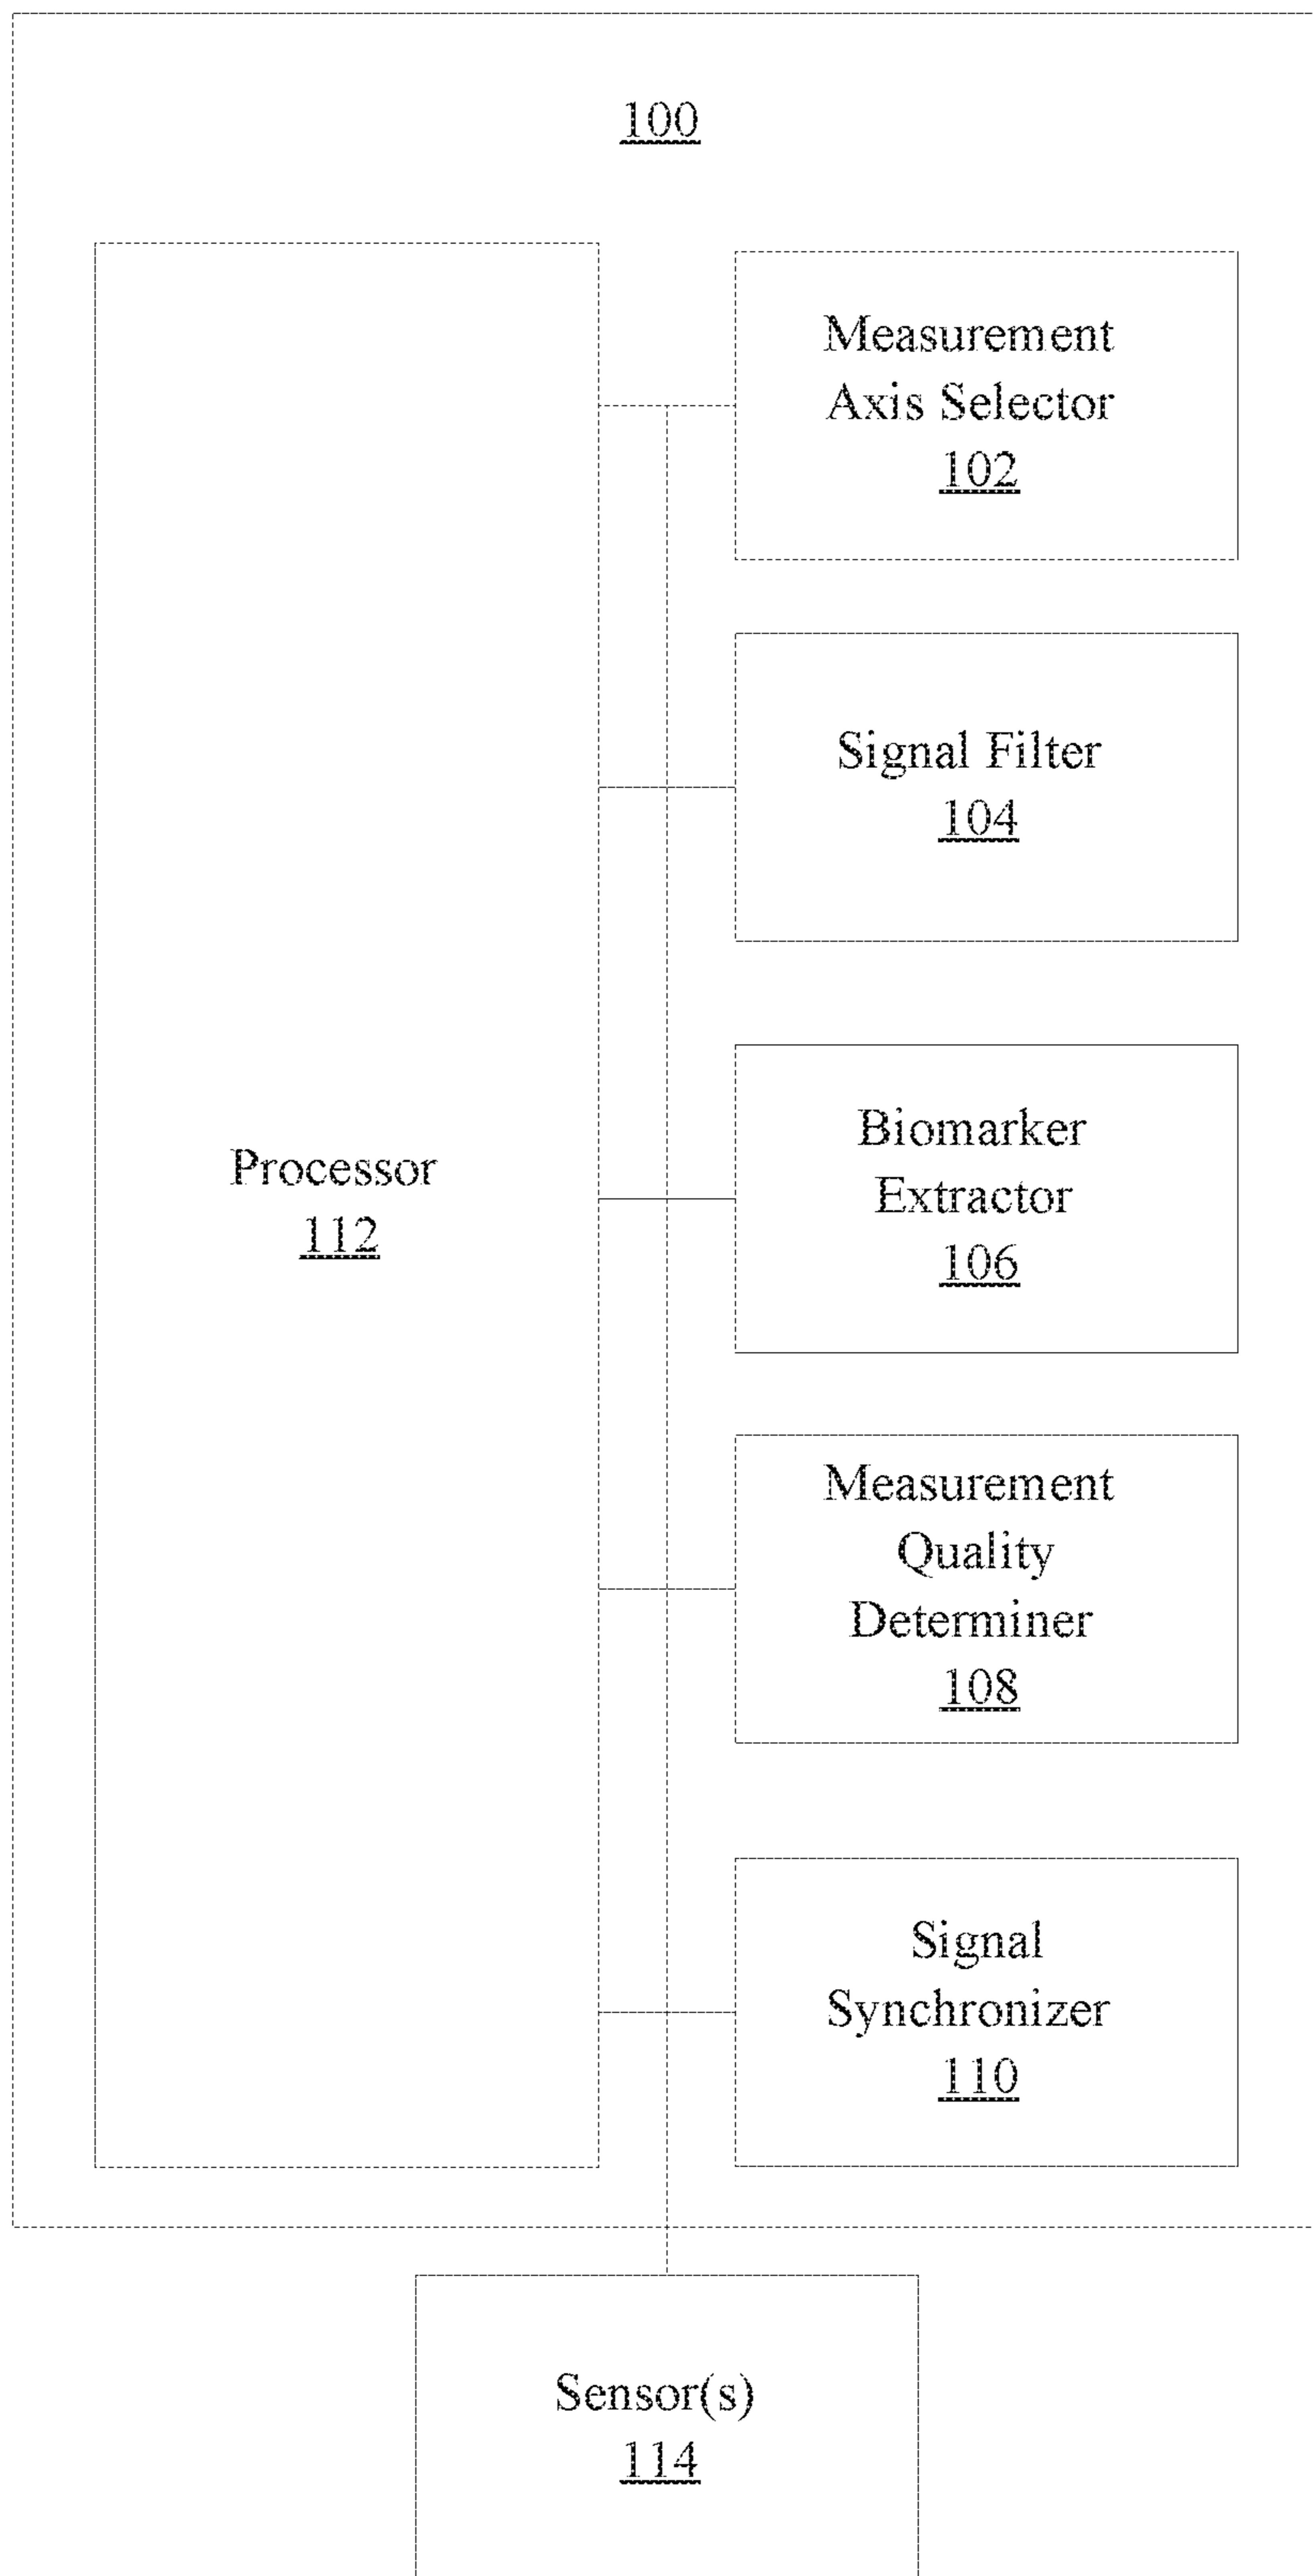 100
Measurement
Axis Selector
102
Signal Filter
104
Biomarker
Extractor
106
Processor
112
Measurement
Quality
Determiner
108
Signal
Synchronizer
110
Sensor(s)
114